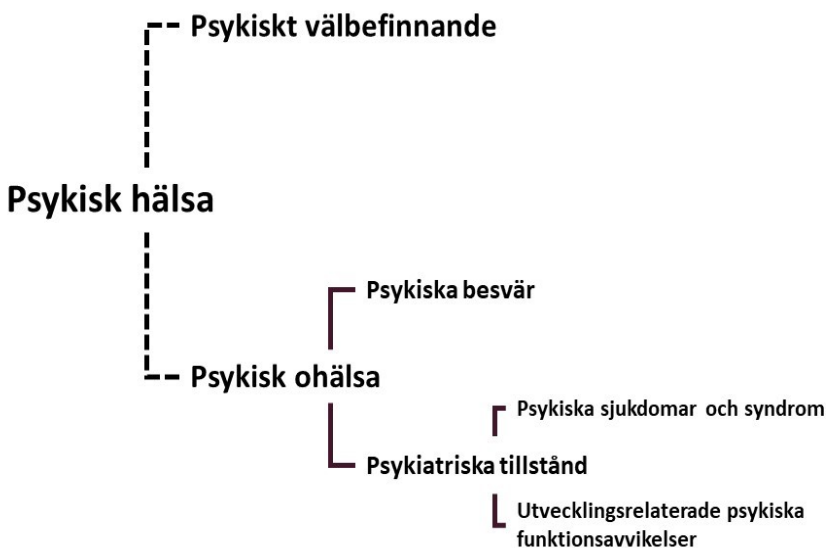 Psykiskt välbefinnande
Psykisk hälsa
Psykiska besvär
Psykisk ohälsa
Psykiska sjukdomar och syndrom
Psykiatriska tillstånd
Utvecklingsrelaterade psykiska
funktionsavvikelser